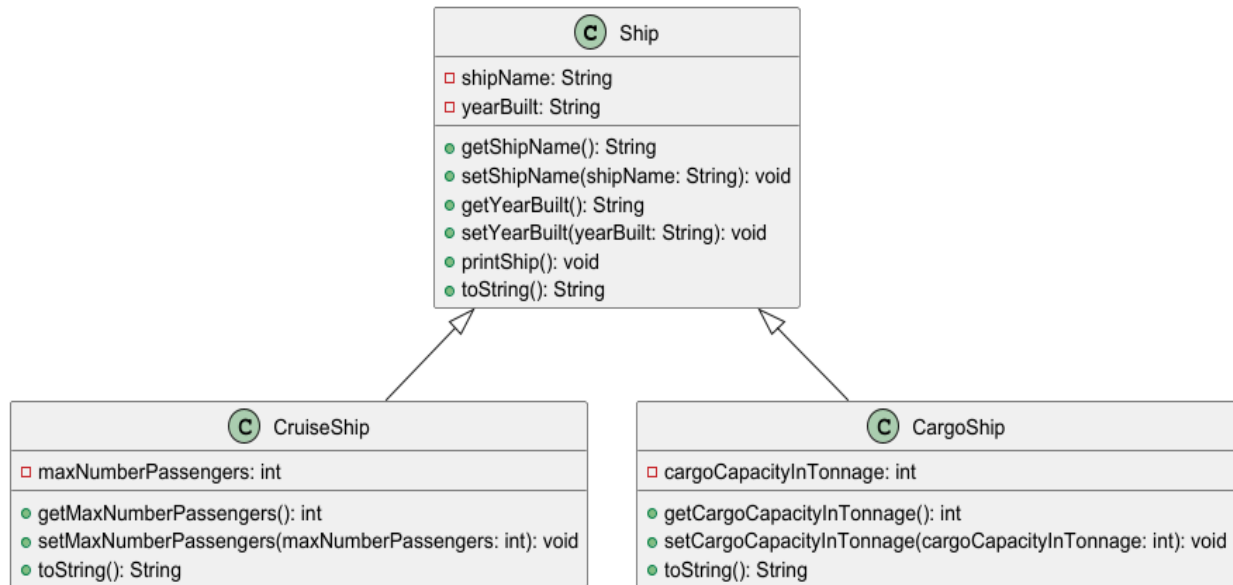 C Ship
shipName: String
yearBuilt: String
getShipName(): String
setShipName(shipName: String): void
getYearBuilt(): String
setYearBuilt(yearBuilt: String): void
printShip(): void
toString(): String
C CruiseShip
maxNumberPassengers: int
getMaxNumberPassengers(): int
setMaxNumberPassengers(maxNumberPassengers: int): void
toString(): String
C CargoShip
cargoCapacityInTonnage: int
getCargoCapacityInTonnage(): int
setCargoCapacityInTonnage(cargoCapacityInTonnage: int): void
toString(): String